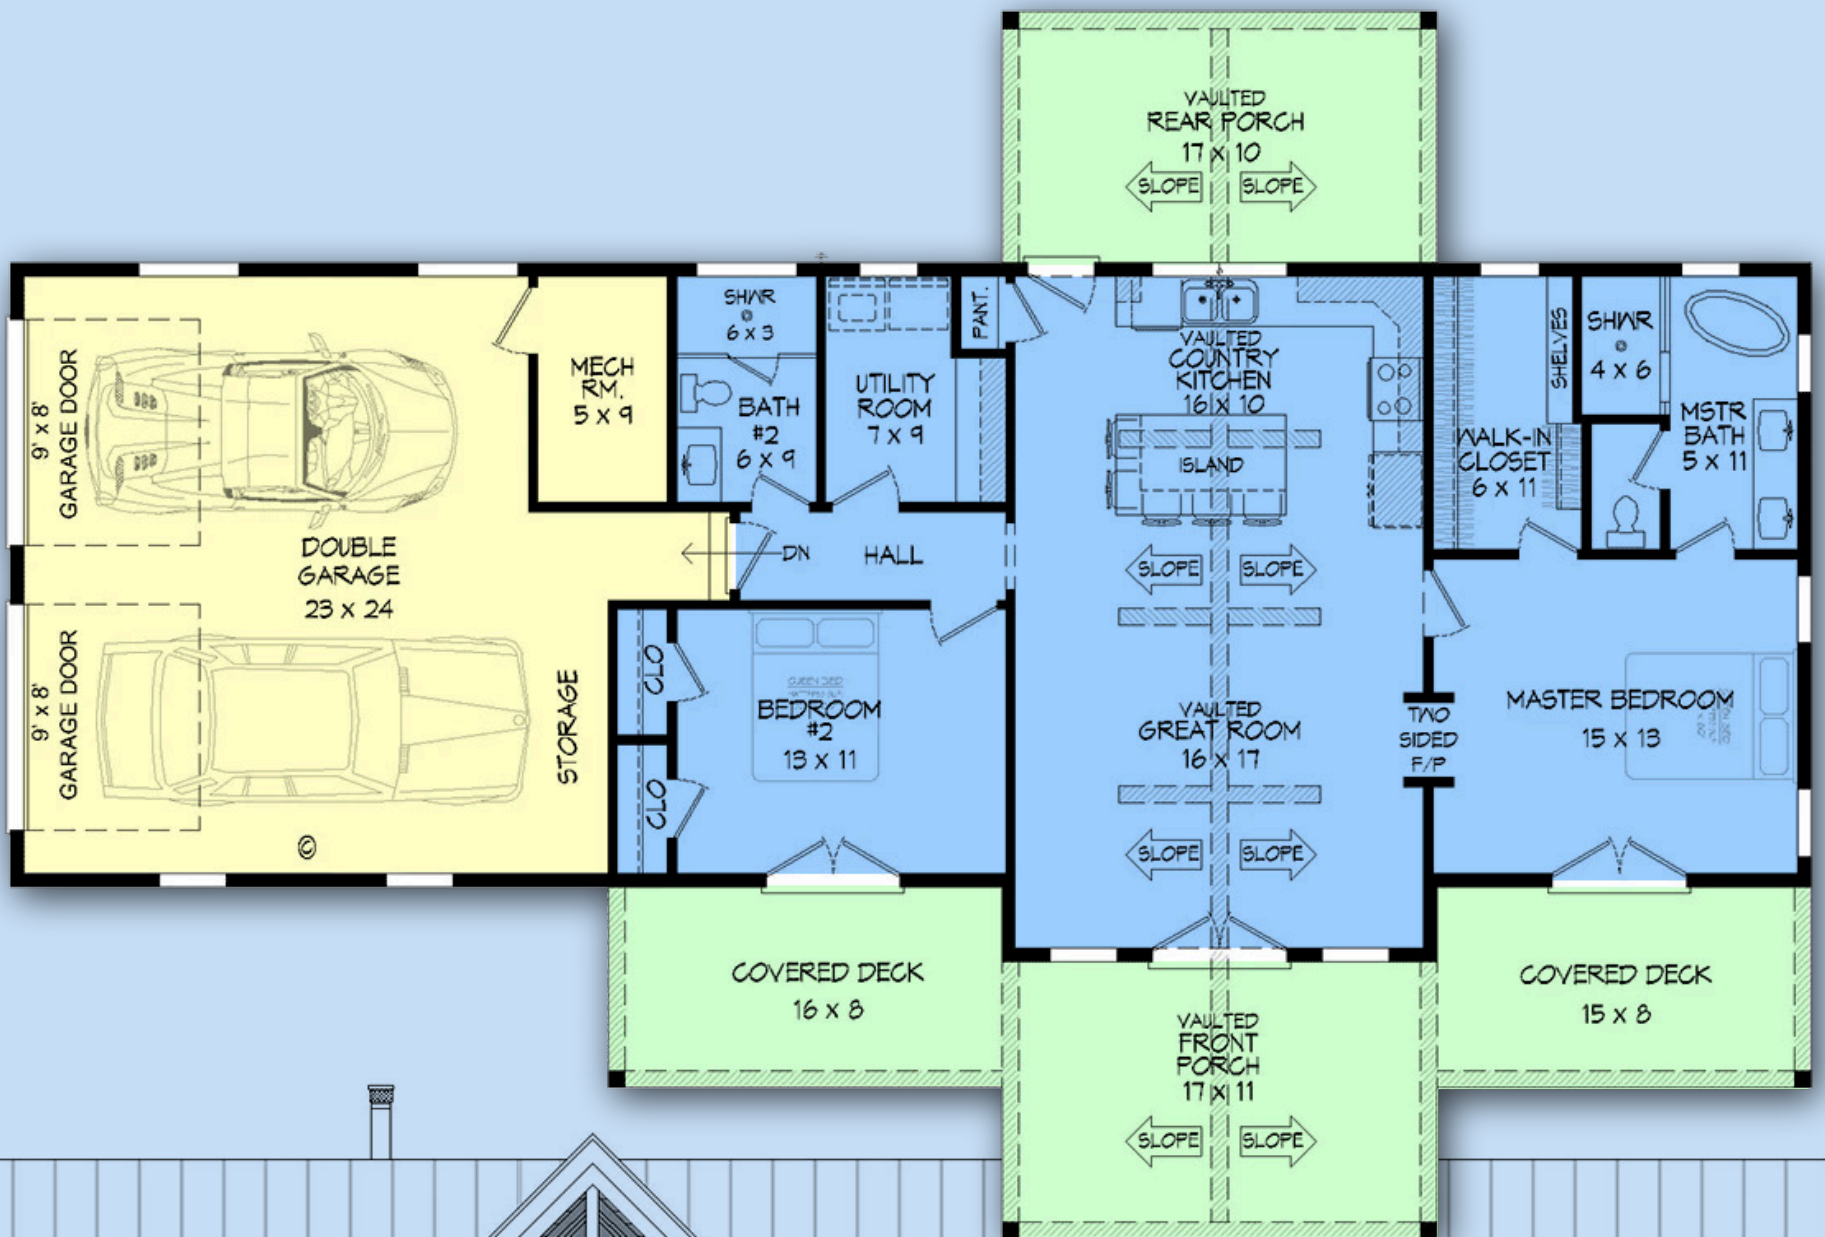 VAULTED
REAR PORCH
17 x 10
SLOPE
SLOPE
9' x 8'
GARAGE DOOR
DOUBLE
GARAGE
23 x 24
9' x 8'
GARAGE DOOR
STORAGE
©
MECH
RM.
5 x 9
SHWR
6 x 3
BATH
#2
6 x 9
UTILITY
ROOM
7 x 9
PANT.
DN
HALL
CLO
CLO
QUEEN BED
BEDROOM
#2
13 x 11
VAULTED
COUNTRY
KITCHEN
16 x 10
ISLAND
SLOPE
SLOPE
VAULTED
GREAT ROOM
16 x 17
SLOPE
SLOPE
TWO
SIDED
F/P
WALK-IN
CLOSET
6 x 11
SHELVES
SHWR
4 x 6
MSTR
BATH
5 x 11
MASTER BEDROOM
15 x 13
COVERED DECK
16 x 8
VAULTED
FRONT
PORCH
17 x 11
SLOPE
SLOPE
COVERED DECK
15 x 8